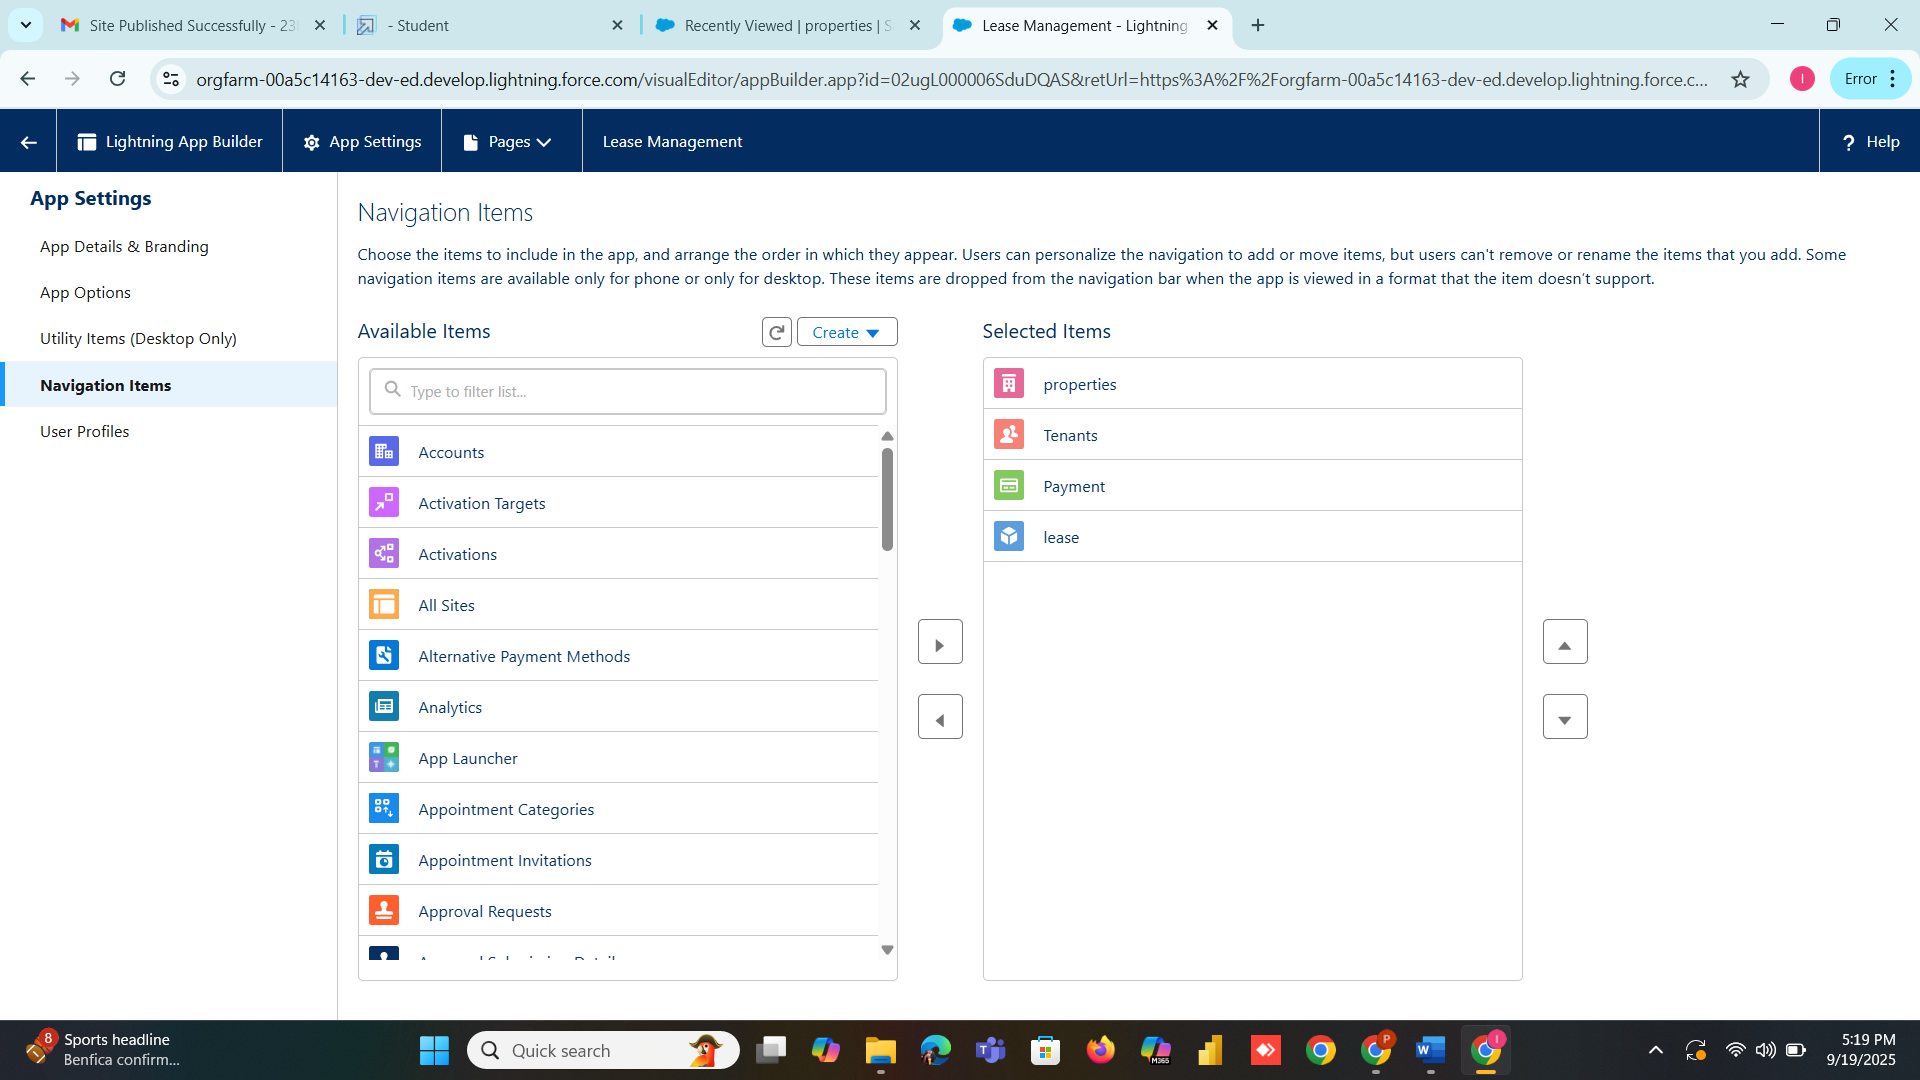 Site Published Successfully - 23
- Student
Recently Viewed | properties | S
Lease Management - Lightning
orgfarm-00a5c14163-dev-ed.develop.lightning.force.com/visualEditor/appBuilder.app?id=02ugL000006SduDQAS&retUrl=https%3A%2F%2Forgfarm-00a5c14163-dev-ed.develop.lightning.force.c...
I
Error
Lightning App Builder
App Settings
Pages
Lease Management
? Help
App Settings
App Details & Branding
App Options
Utility Items (Desktop Only)
Navigation Items
User Profiles
Navigation Items
Choose the items to include in the app, and arrange the order in which they appear. Users can personalize the navigation to add or move items, but users can't remove or rename the items that you add. Some
navigation items are available only for phone or only for desktop. These items are dropped from the navigation bar when the app is viewed in a format that the item doesn’t support.
Available Items
Create
Type to filter list...
Accounts
Activation Targets
Activations
All Sites
Alternative Payment Methods
Analytics
App Launcher
Appointment Categories
Appointment Invitations
Approval Requests
Selected Items
properties
Tenants
Payment
lease
8
Sports headline
Benfica confirm...
Quick search
M365
P
I
5:19 PM
9/19/2025